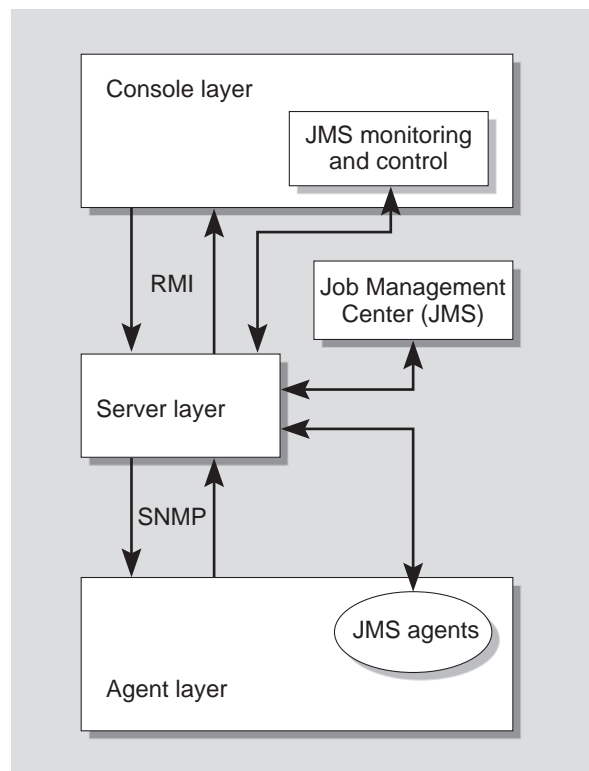 Console layer
JMS monitoring
and control
RMI
Job Management
Center (JMS)
Server layer
SNMP
JMS agents
Agent layer